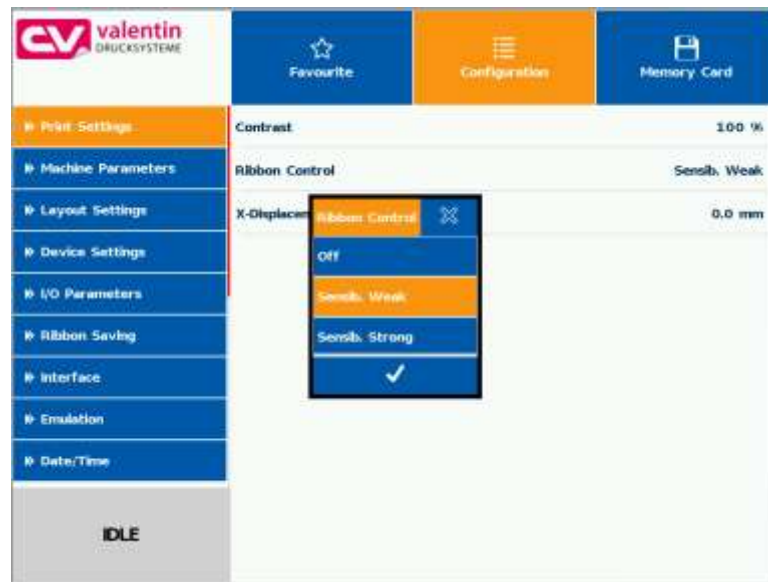 valentin
DRUCKSYSTEME
Favourite
Configuration
Memory Card
Print Settings
Contrast
100 %
Machine Parameters
Ribbon Control
Sensib. Weak
Layout Settings
X-Displacem
0.0 mm
Ribbon Control
Device Settings
Off
I/O Parameters
Sensib. Weak
Ribbon Saving
Sensib. Strong
Interface
Emulation
Date/Time
IDLE